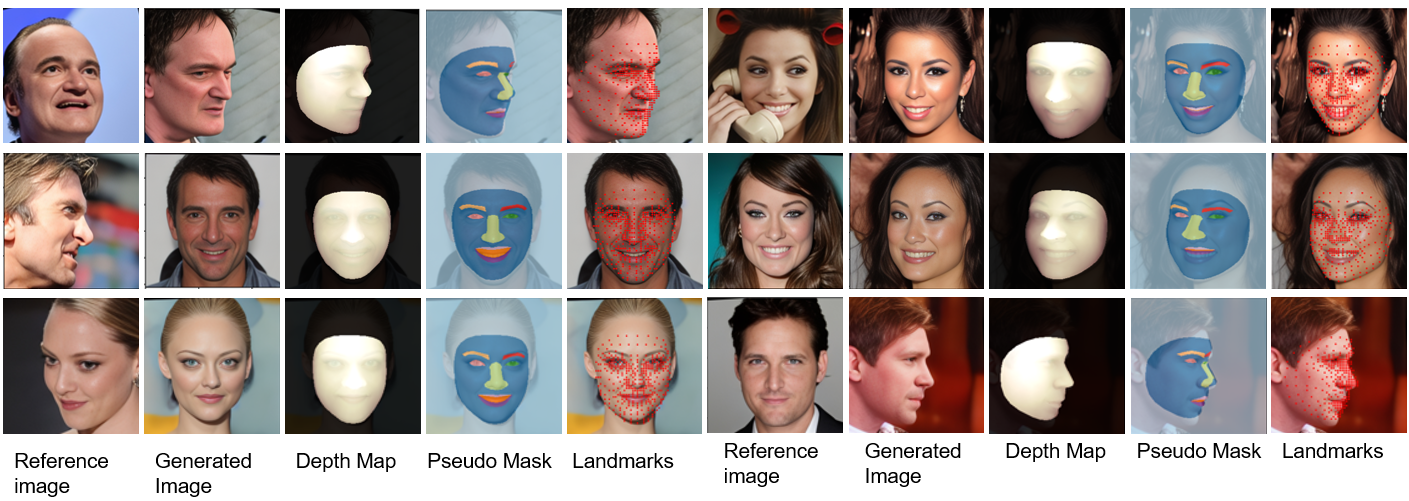 Reference
image
Generated
Image
Depth Map
Pseudo Mask
Landmarks
Reference
image
Generated
Image
Depth Map
Pseudo Mask
Landmarks